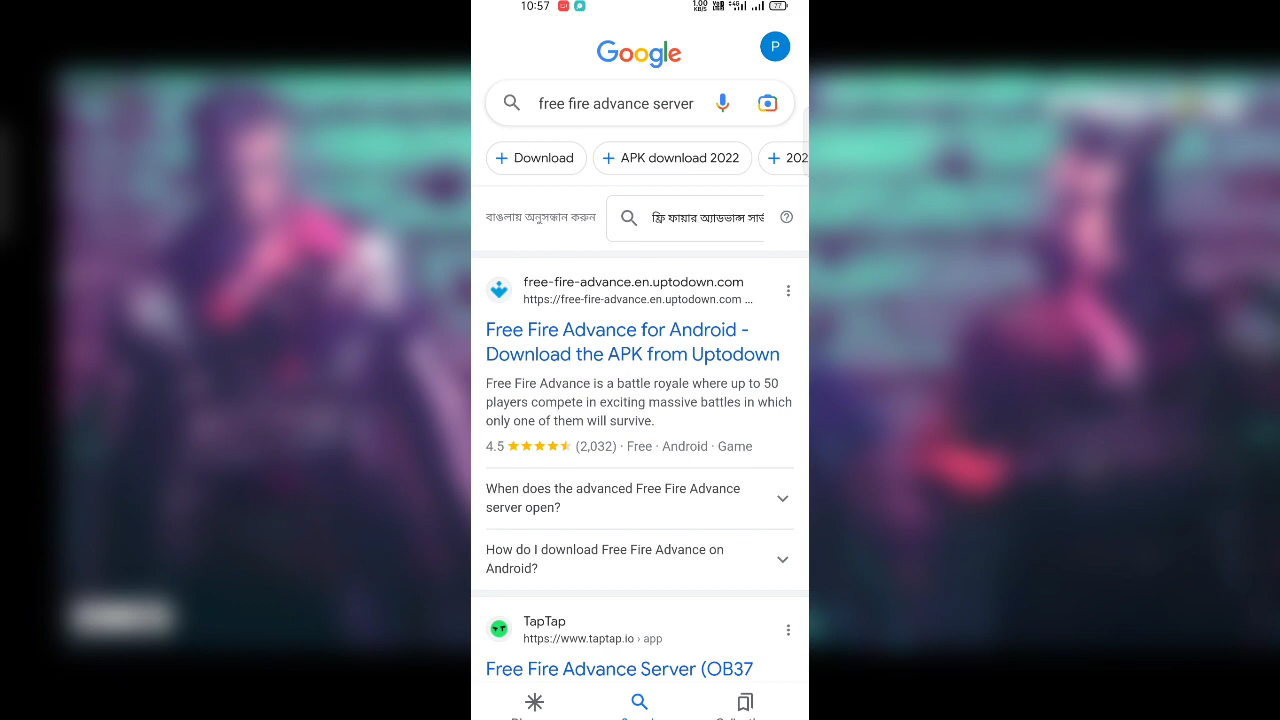 10:57 1.00 KB/S 4G 77
Google
P
free fire advance server
Download
APK download 2022
202
বাঙলায় অনুসন্ধান করুন
ফ্রি ফায়ার অ্যাডভান্স সার্ভ
free-fire-advance.en.uptodown.com
https://free-fire-advance.en.uptodown.com ...
Free Fire Advance for Android -
Download the APK from Uptodown
Free Fire Advance is a battle royale where up to 50
players compete in exciting massive battles in which
only one of them will survive.
4.5 (2,032) · Free · Android · Game
When does the advanced Free Fire Advance
server open?
How do I download Free Fire Advance on
Android?
TapTap
https://www.taptap.io › app
Free Fire Advance Server (OB37